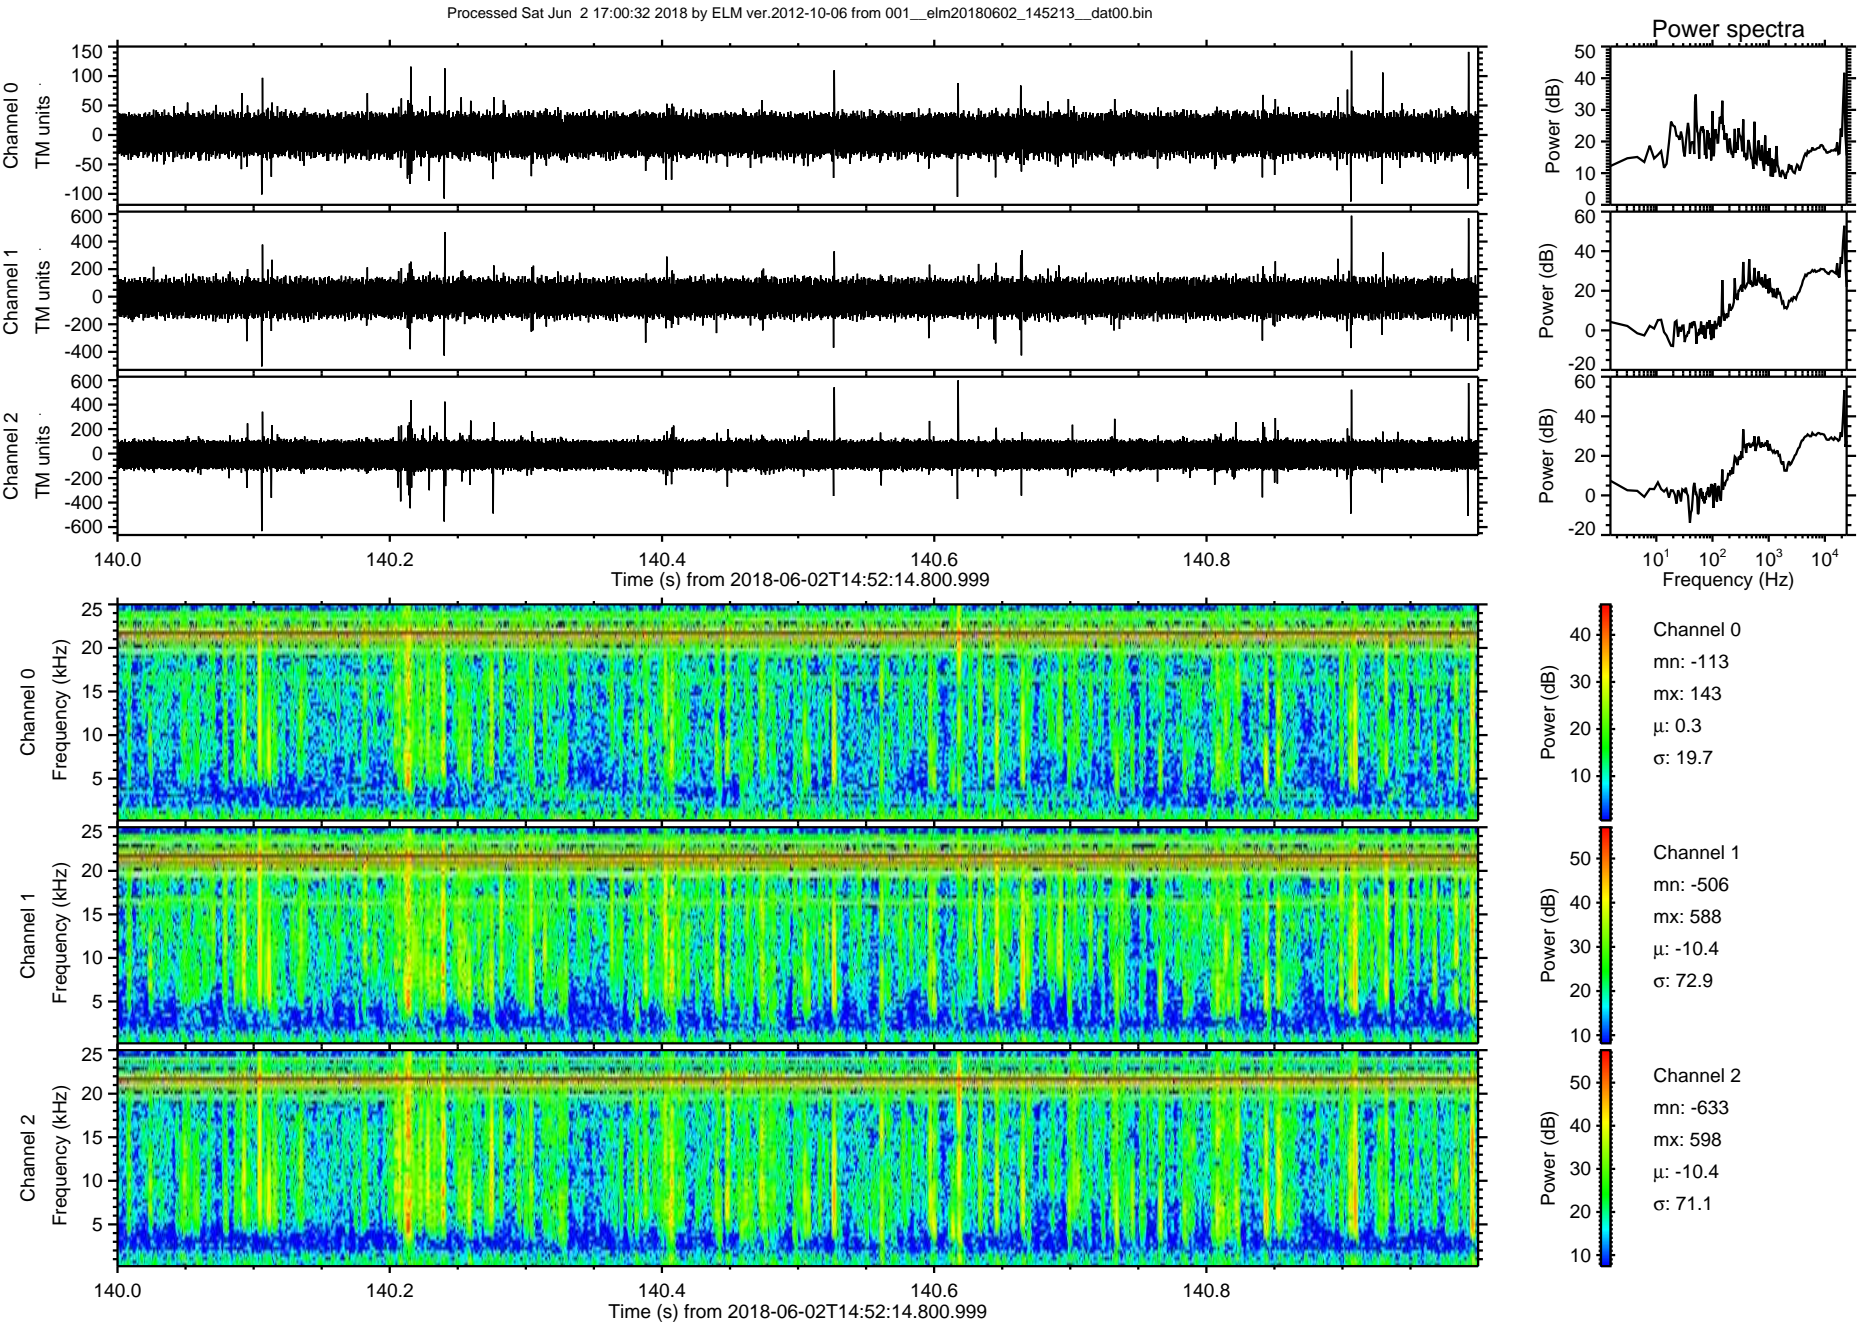 Processed Sat Jun  2 17:00:32 2018 by ELM ver.2012-10-06 from 001__elm20180602_145213__dat00.bin
Power spectra
Channel 0
TM units
150
100
50
0
-50
-100
Power (dB)
50
40
30
20
10
0
Channel 1
TM units
600
400
200
0
-200
-400
Power (dB)
60
40
20
0
-20
Channel 2
TM units
600
400
200
0
-200
-400
-600
Power (dB)
60
40
20
0
-20
140.0 140.2 140.4 140.6 140.8
Time (s) from 2018-06-02T14:52:14.800.999
10¹ 10² 10³ 10⁴
Frequency (Hz)
Channel 0
Frequency (kHz)
25
20
15
10
5
Power (dB)
40
30
20
10
Channel 0
mn: -113
mx: 143
μ: 0.3
σ: 19.7
Channel 1
Frequency (kHz)
25
20
15
10
5
Power (dB)
50
40
30
20
10
Channel 1
mn: -506
mx: 588
μ: -10.4
σ: 72.9
Channel 2
Frequency (kHz)
25
20
15
10
5
Power (dB)
50
40
30
20
10
Channel 2
mn: -633
mx: 598
μ: -10.4
σ: 71.1
140.0 140.2 140.4 140.6 140.8
Time (s) from 2018-06-02T14:52:14.800.999